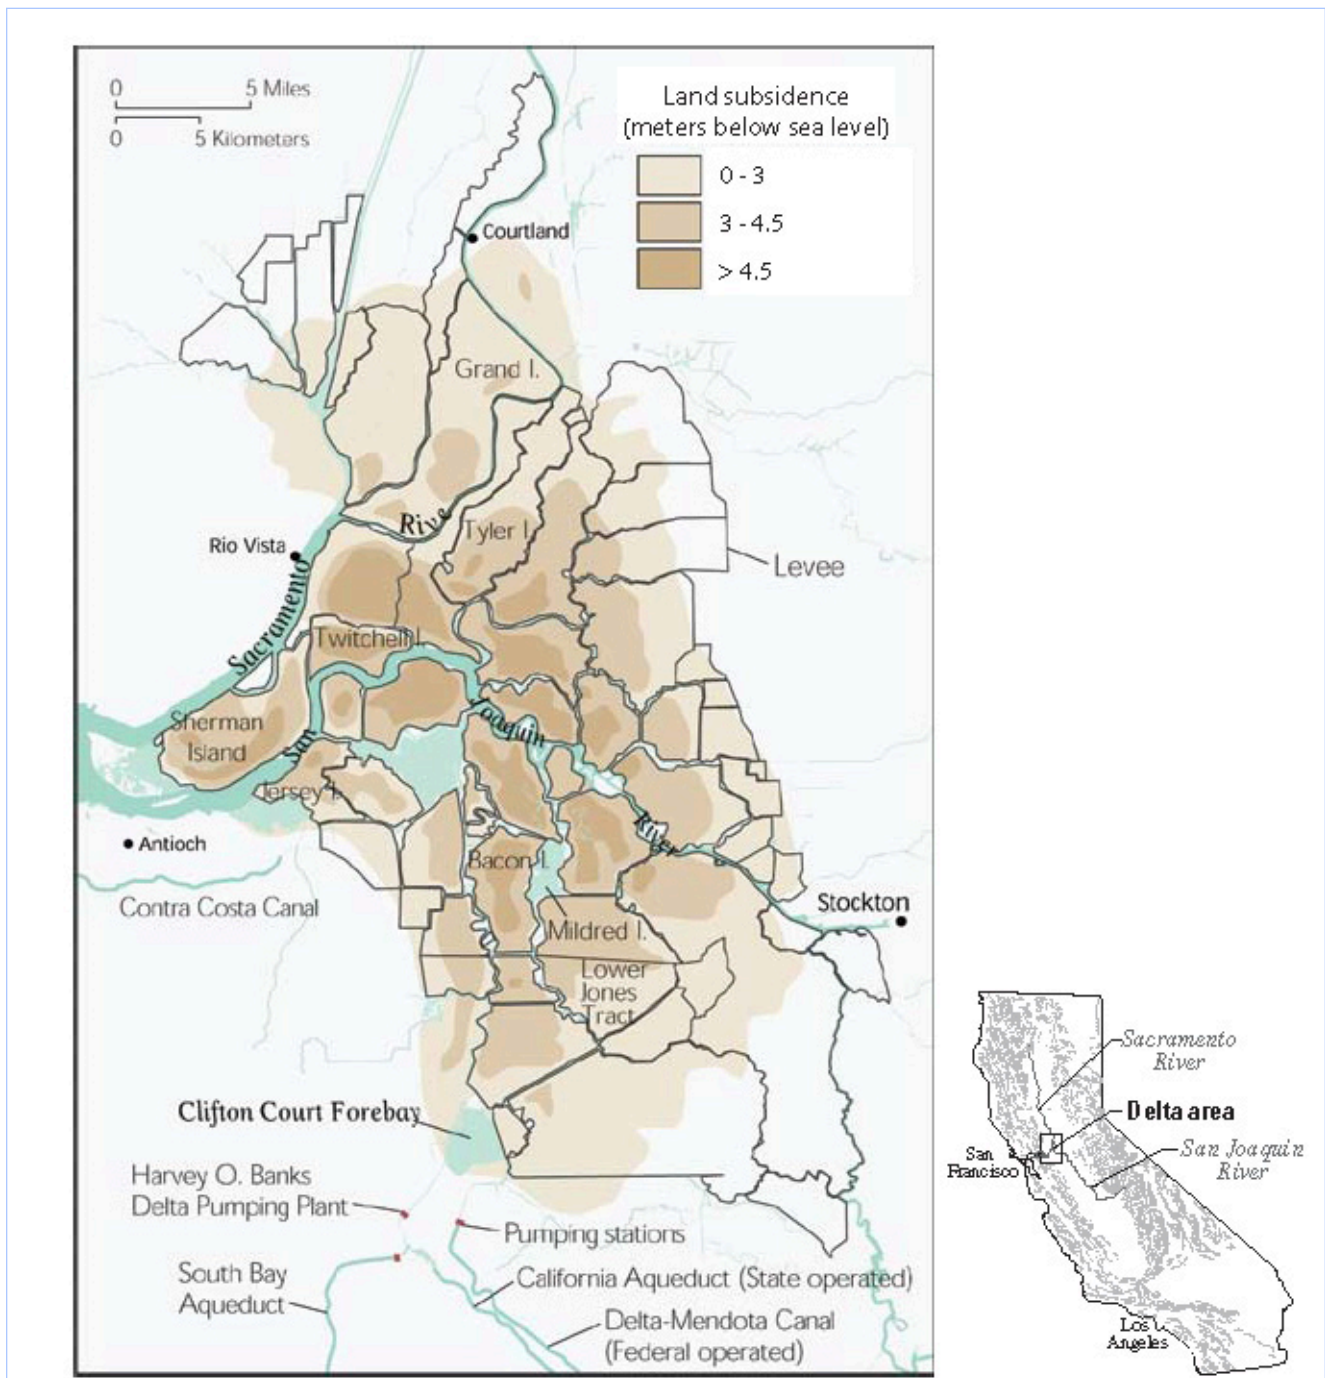 0 5 Miles
0 5 Kilometers
Land subsidence
(meters below sea level)
0 - 3
3 - 4.5
> 4.5
Courtland
Grand I.
Rive
Tyler I.
Rio Vista
Levee
Sacramento
Twitchell I.
Sherman
Island
San
Joaquin
River
Jersey I.
Antioch
Bacon I.
Contra Costa Canal
Stockton
Mildred I.
Lower
Jones
Tract
Clifton Court Forebay
Harvey O. Banks
Delta Pumping Plant
Pumping stations
South Bay
Aqueduct
California Aqueduct (State operated)
Delta-Mendota Canal
(Federal operated)
Sacramento
River
Delta area
San
Francisco
San Joaquin
River
Los
Angeles